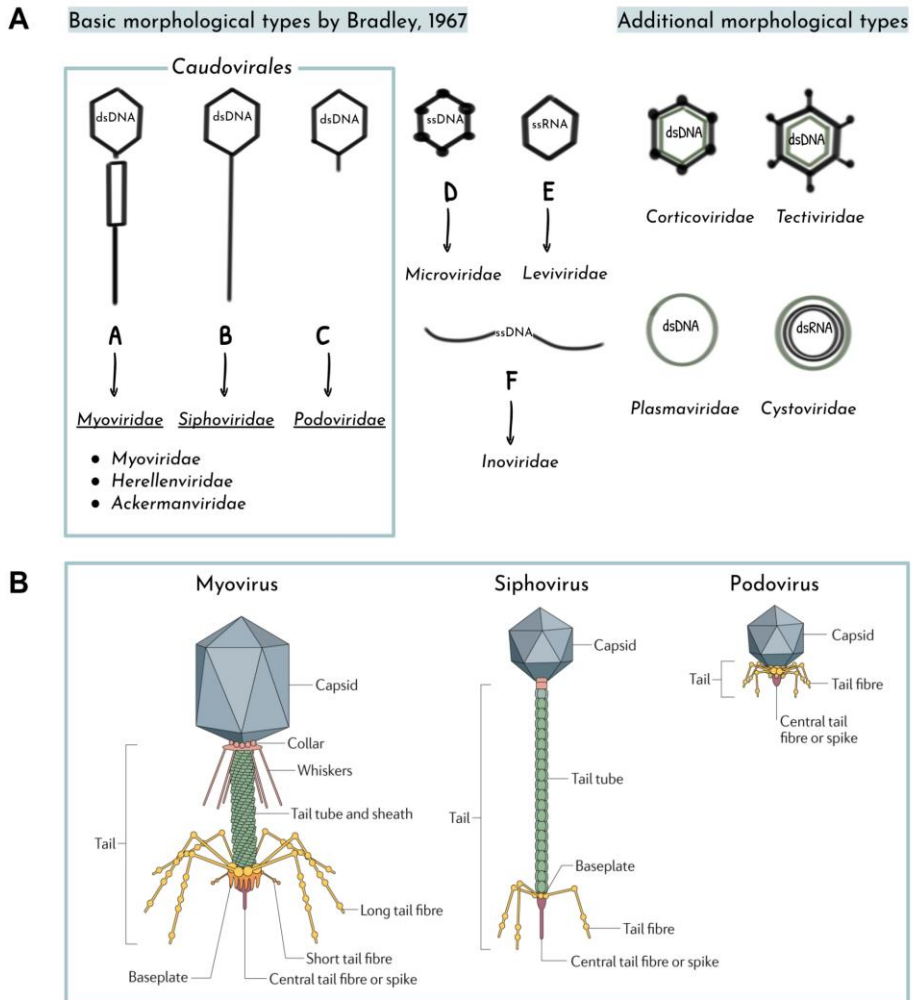 A
Basic morphological types by Bradley, 1967
Additional morphological types
Caudovirales
dsDNA
dsDNA
dsDNA
ssDNA
ssRNA
dsDNA
dsDNA
D
E
Corticoviridae
Tectiviridae
Microviridae
Leviviridae
ssDNA
dsDNA
dsRNA
A
B
C
F
Plasmaviridae
Cystoviridae
Myoviridae
Siphoviridae
Podoviridae
Inoviridae
• Myoviridae
• Herellenviridae
• Ackermanviridae
B
Myovirus
Capsid
Collar
Whiskers
Tail tube and sheath
Tail
Long tail fibre
Short tail fibre
Baseplate
Central tail fibre or spike
Siphovirus
Capsid
Tail tube
Tail
Baseplate
Tail fibre
Central tail fibre or spike
Podovirus
Capsid
Tail
Tail fibre
Central tail
fibre or spike